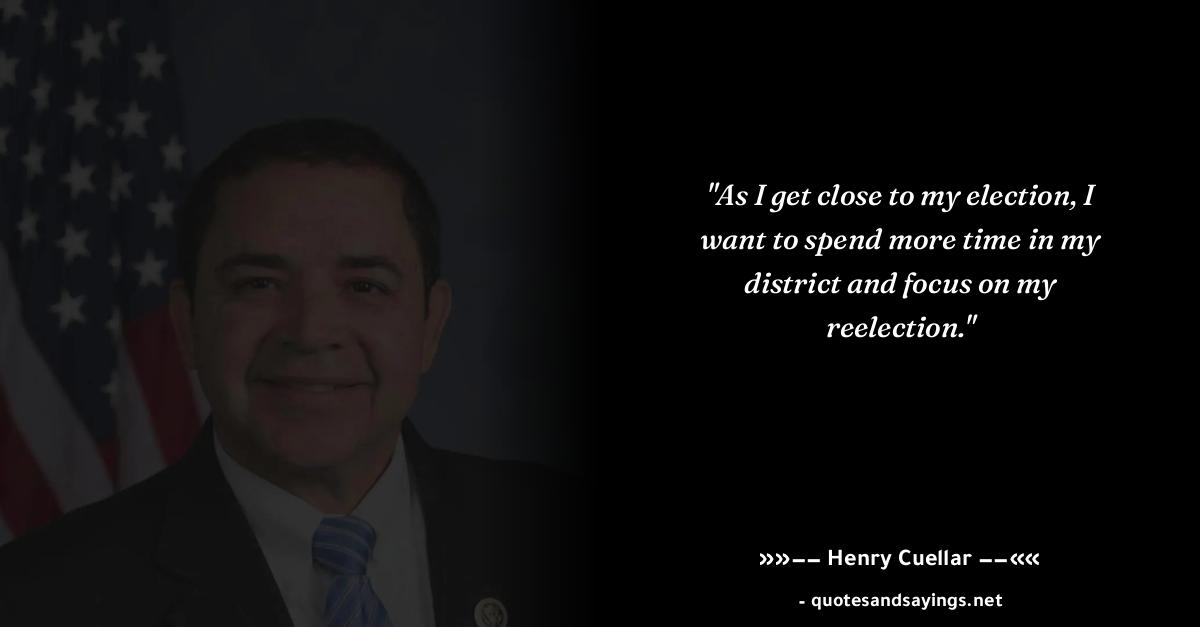 "As I get close to my election, I
want to spend more time in my
district and focus on my
reelection."
»»−− Henry Cuellar −−««
- quotesandsayings.net